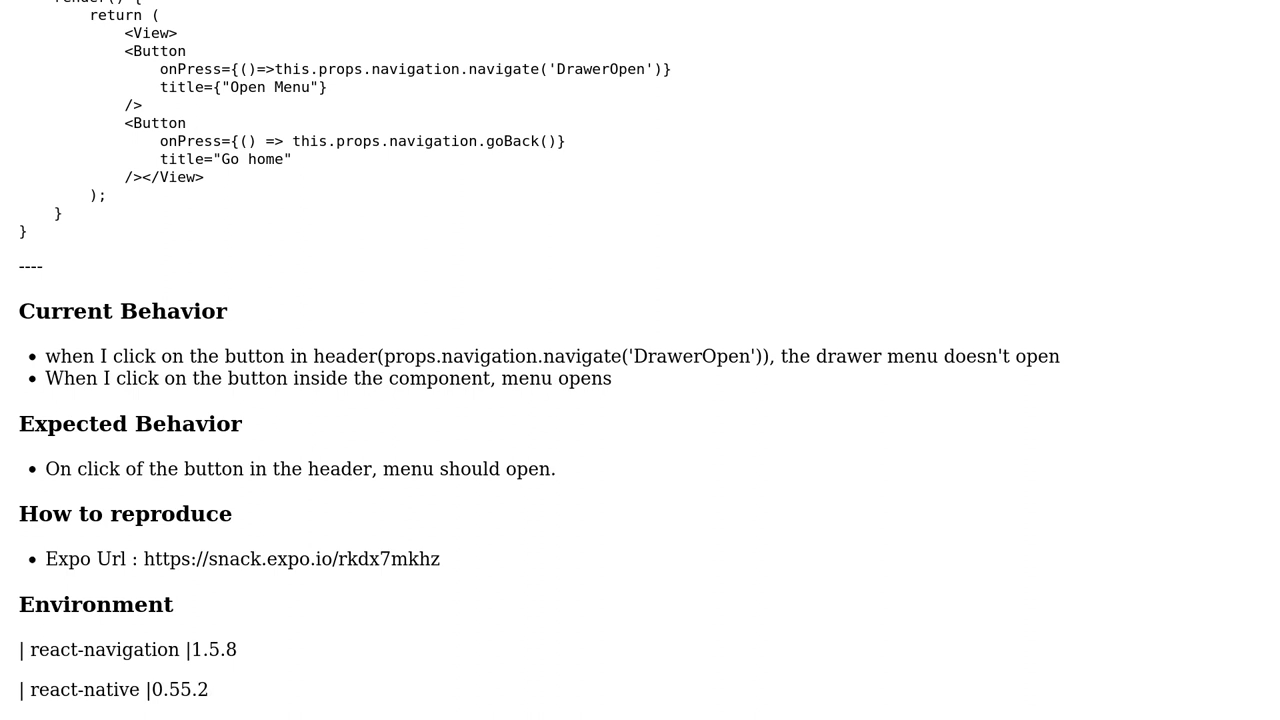 render() {
return (
<View>
<Button
onPress={()=>this.props.navigation.navigate('DrawerOpen')}
title={"Open Menu"}
/>
<Button
onPress={() => this.props.navigation.goBack()}
title="Go home"
/></View>
);
}
}
----
Current Behavior
• when I click on the button in header(props.navigation.navigate('DrawerOpen')), the drawer menu doesn't open
• When I click on the button inside the component, menu opens
Expected Behavior
• On click of the button in the header, menu should open.
How to reproduce
• Expo Url : https://snack.expo.io/rkdx7mkhz
Environment
| react-navigation |1.5.8
| react-native |0.55.2